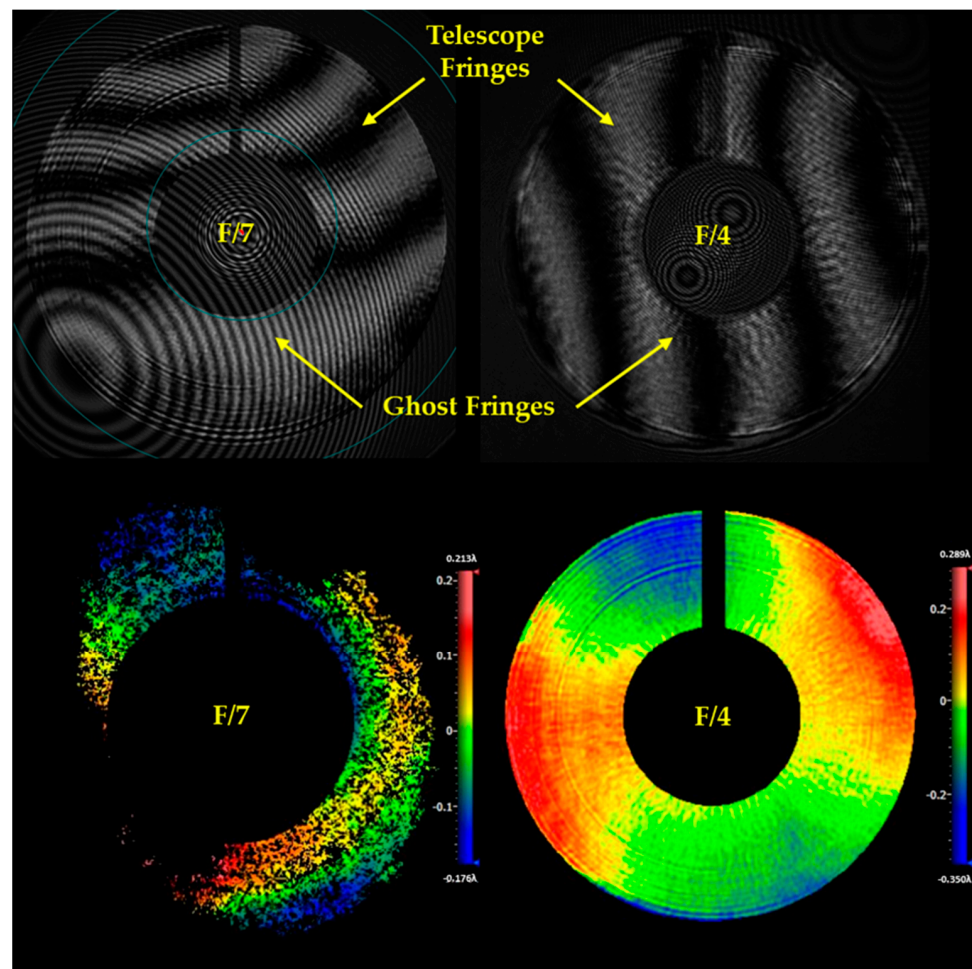 Telescope
Fringes
F/7
F/4
Ghost Fringes
0.213λ
0.2
0.1
0
-0.1
-0.176λ
F/7
F/4
0.289λ
0.2
0
-0.2
-0.350λ